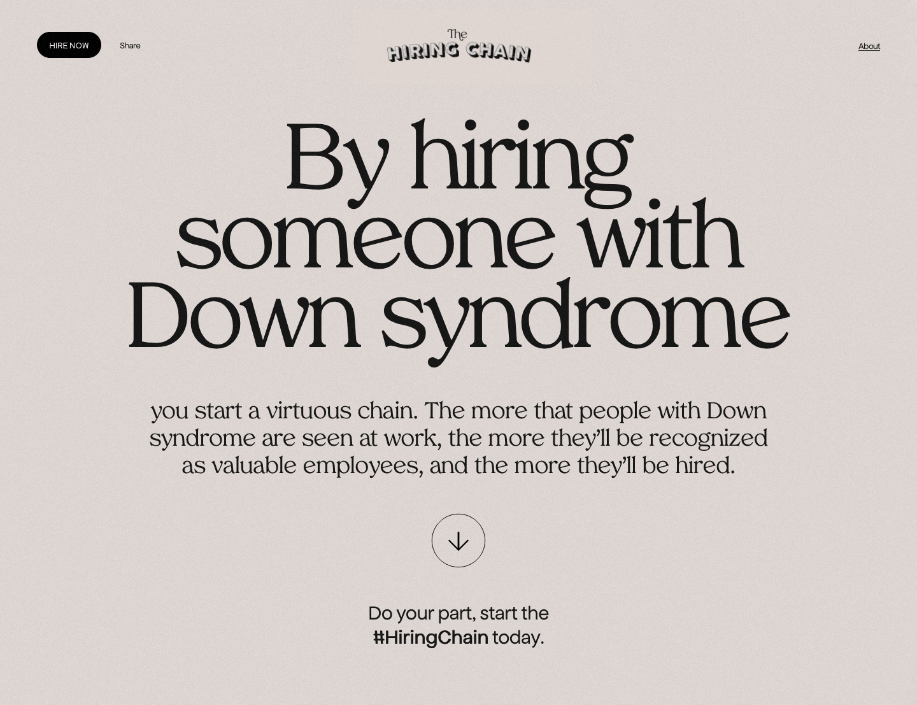 HIRE NOW
Share
The
HIRING CHAIN
About
By hiring
someone with
Down syndrome
you start a virtuous chain. The more that people with Down
syndrome are seen at work, the more they’ll be recognized
as valuable employees, and the more they’ll be hired.
Do your part, start the
#HiringChain today.